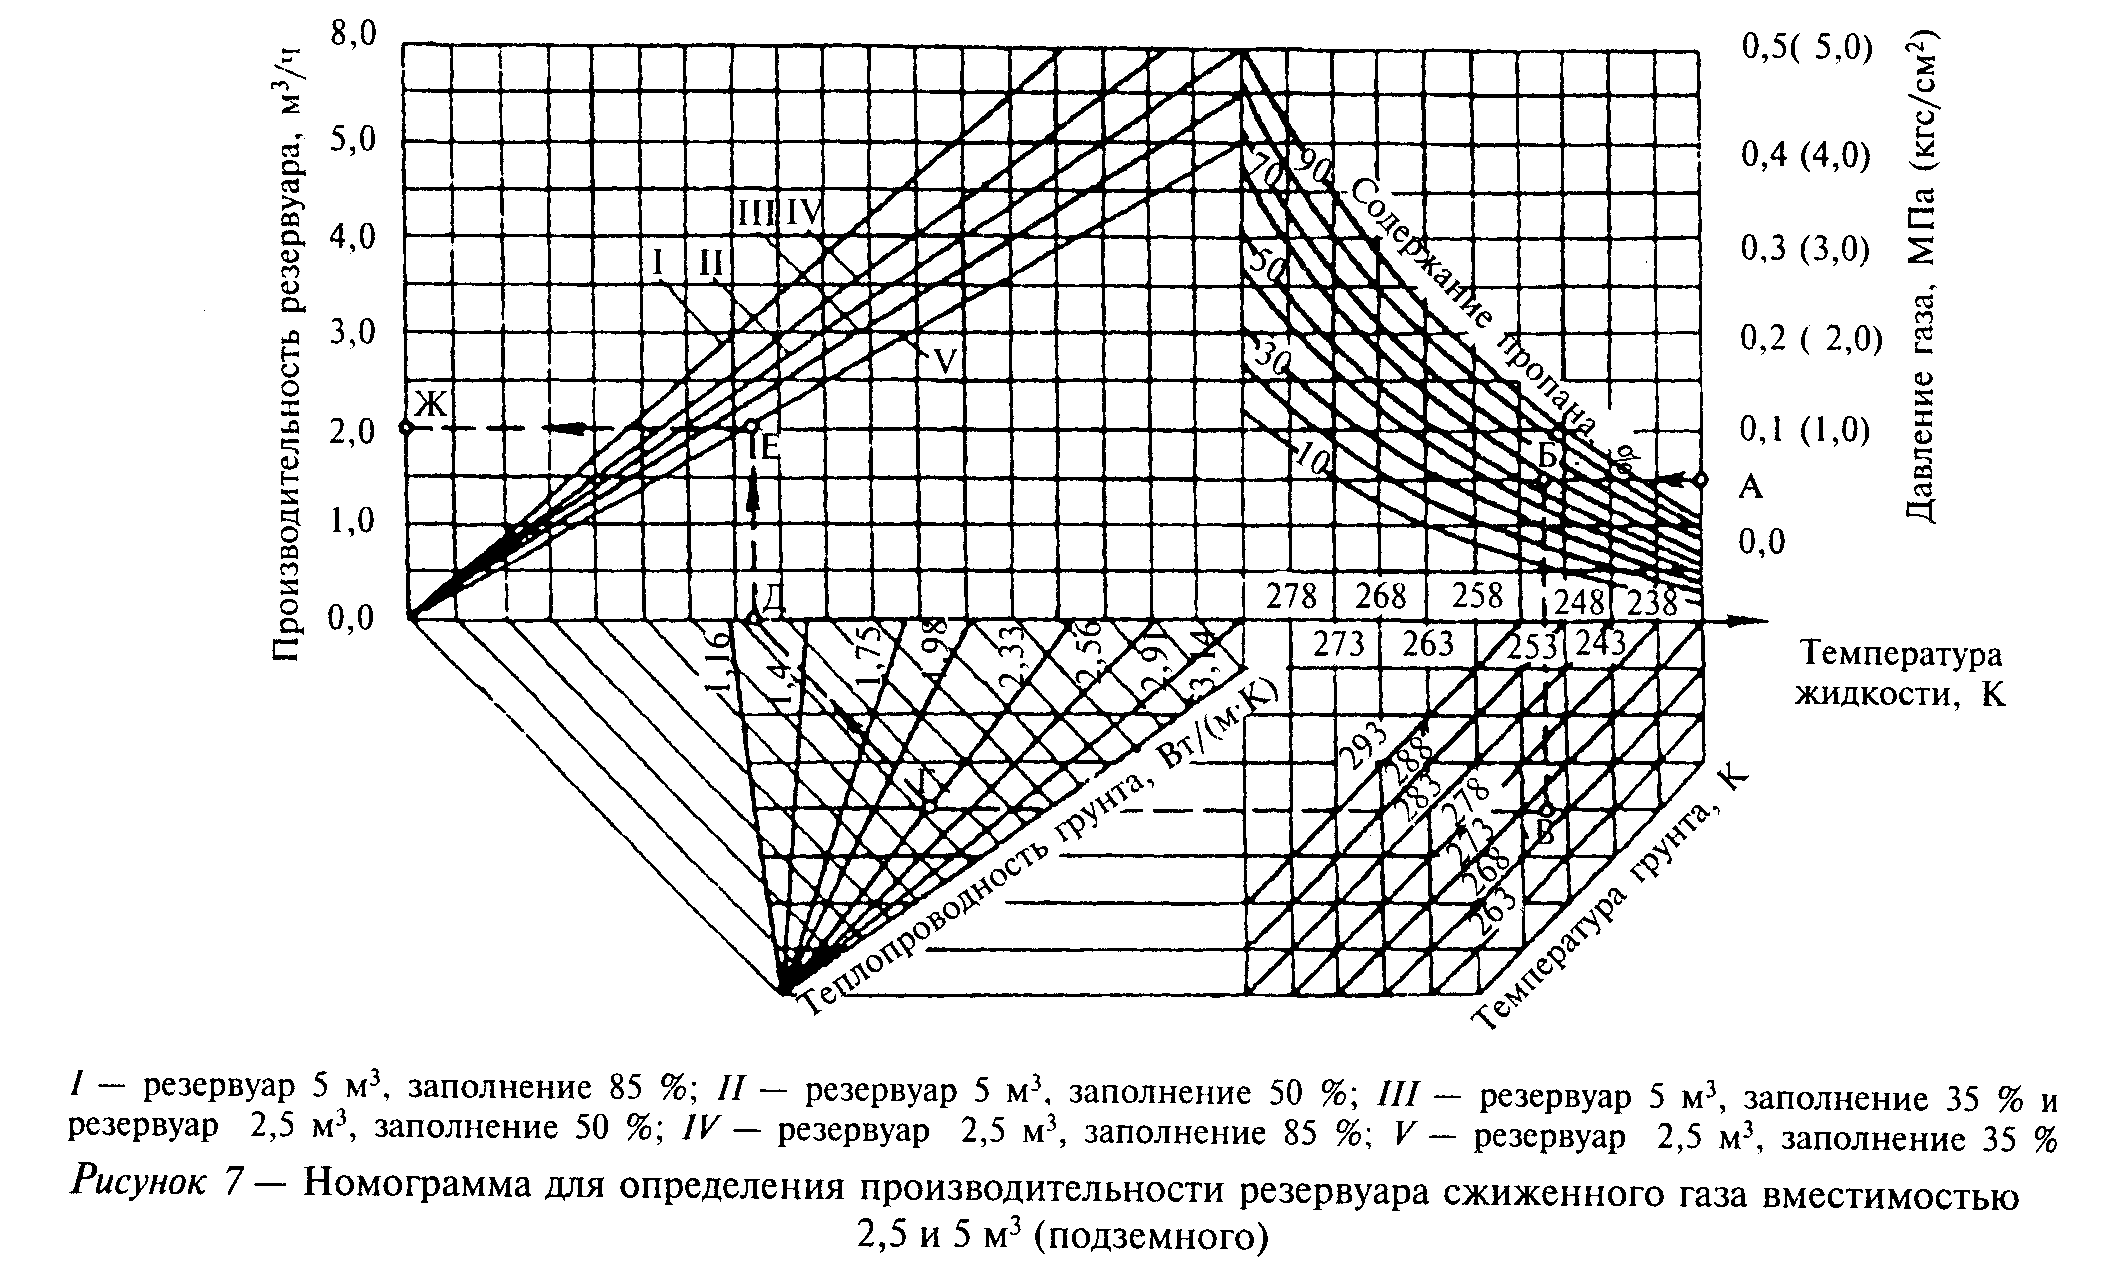 Производительность резервуара, м³/ч
8,0
5,0
4,0
3,0
2,0
1,0
0,0
0,5( 5,0)
0,4 (4,0)
0,3 (3,0)
0,2 ( 2,0)
0,1 (1,0)
0,0
Давление газа, МПа (кгс/см²)
I
II
III
IV
V
Ж
Е
Д
Г
А
Б
В
90
70
50
30
10
Содержание пропана, %
278
268
258
248
238
273
263
253
243
Температура
жидкости, К
1,16
1,4
1,75
1,98
2,33
2,56
2,91
3,14
Теплопроводность грунта, Вт/(м·К)
293
288
283
278
273
268
263
Температура грунта, К
I — резервуар 5 м³, заполнение 85 %; II — резервуар 5 м³, заполнение 50 %; III — резервуар 5 м³, заполнение 35 % и
резервуар 2,5 м³, заполнение 50 %; IV — резервуар 2,5 м³, заполнение 85 %; V — резервуар 2,5 м³, заполнение 35 %
Рисунок 7 — Номограмма для определения производительности резервуара сжиженного газа вместимостью
2,5 и 5 м³ (подземного)